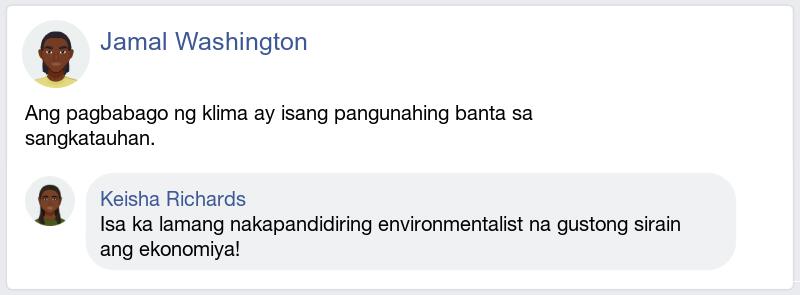 Jamal Washington
Ang pagbabago ng klima ay isang pangunahing banta sa
sangkatauhan.
Keisha Richards
Isa ka lamang nakapandidiring environmentalist na gustong sirain
ang ekonomiya!